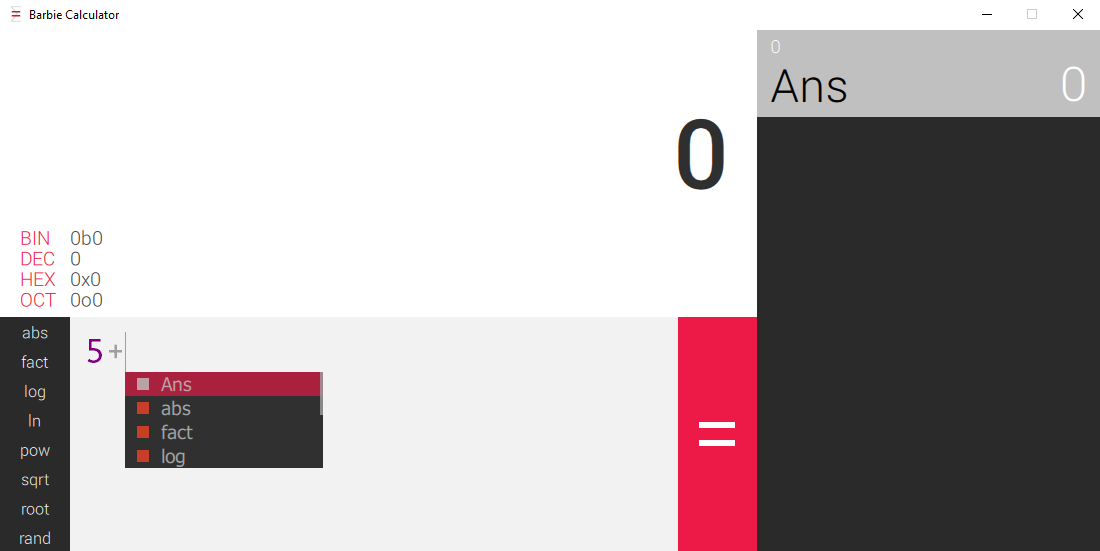 Barbie Calculator
0
Ans 0
0
BIN 0b0
DEC 0
HEX 0x0
OCT 0o0
abs
fact
log
ln
pow
sqrt
root
rand
5 +
Ans
abs
fact
log
=